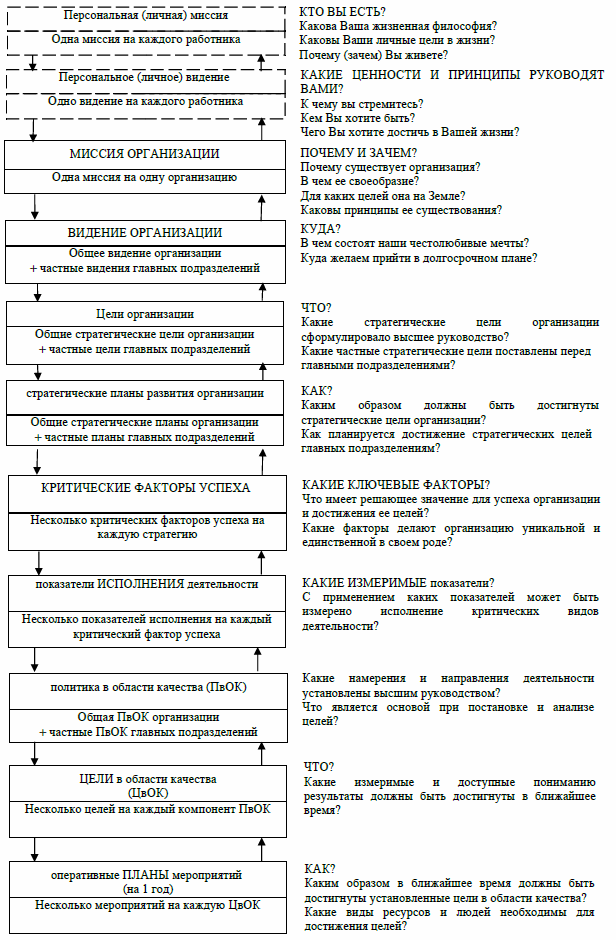 Персональная (личная) миссия
Одна миссия на каждого работника
КТО ВЫ ЕСТЬ?
Какова Ваша жизненная философия?
Каковы Ваши личные цели в жизни?
Почему (зачем) Вы живете?
Персональное (личное) видение
Одно видение на каждого работника
КАКИЕ ЦЕННОСТИ И ПРИНЦИПЫ РУКОВОДЯТ
ВАМИ?
К чему вы стремитесь?
Кем Вы хотите быть?
Чего Вы хотите достичь в Вашей жизни?
МИССИЯ ОРГАНИЗАЦИИ
Одна миссия на одну организацию
ПОЧЕМУ И ЗАЧЕМ?
Почему существует организация?
В чем ее своеобразие?
Для каких целей она на Земле?
Каковы принципы ее существования?
ВИДЕНИЕ ОРГАНИЗАЦИИ
Общее видение организации
+ частные видения главных подразделений
КУДА?
В чем состоят наши честолюбивые мечты?
Куда желаем прийти в долгосрочном плане?
Цели организации
Общие стратегические цели организации
+ частные цели главных подразделений
ЧТО?
Какие стратегические цели организации
сформулировало высшее руководство?
Какие частные стратегические цели поставлены перед
главными подразделениями?
стратегические планы развития организации
Общие стратегические планы организации
+ частные планы главных подразделений
КАК?
Каким образом должны быть достигнуты
стратегические цели организации?
Как планируется достижение стратегических целей
главных подразделениям?
КРИТИЧЕСКИЕ ФАКТОРЫ УСПЕХА
Несколько критических факторов успеха на
каждую стратегию
КАКИЕ КЛЮЧЕВЫЕ ФАКТОРЫ?
Что имеет решающее значение для успеха организации
и достижения ее целей?
Какие факторы делают организацию уникальной и
единственной в своем роде?
показатели ИСПОЛНЕНИЯ деятельности
Несколько показателей исполнения на каждый
критический фактор успеха
КАКИЕ ИЗМЕРИМЫЕ показатели?
С применением каких показателей может быть
измерено исполнение критических видов
деятельности?
политика в области качества (ПвОК)
Общая ПвОК организации
+ частные ПвОК главных подразделений
Какие намерения и направления деятельности
установлены высшим руководством?
Что является основой при постановке и анализе
целей?
ЦЕЛИ в области качества
(ЦвОК)
Несколько целей на каждый компонент ПвОК
ЧТО?
Какие измеримые и доступные пониманию
результаты должны быть достигнуты в ближайшее
время?
оперативные ПЛАНЫ мероприятий
(на 1 год)
Несколько мероприятий на каждую ЦвОК
КАК?
Каким образом в ближайшее время должны быть
достигнуты установленные цели в области качества?
Какие виды ресурсов и людей необходимы для
достижения целей?